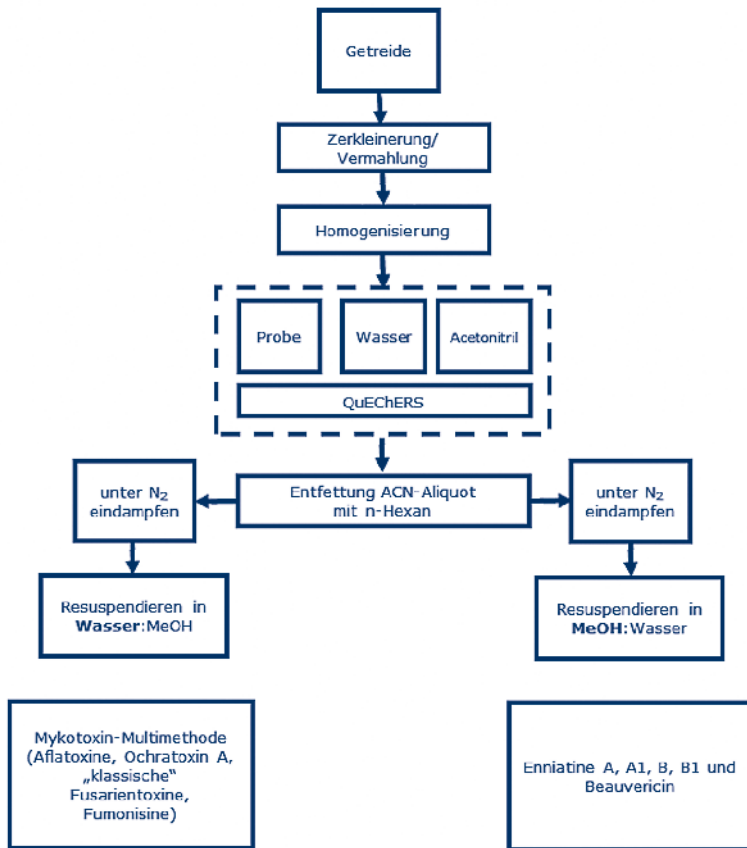 Getreide
Zerkleinerung/
Vermahlung
Homogenisierung
Probe
Wasser
Acetonitril
QuEChERS
Entfettung ACN-Aliquot
mit n-Hexan
unter N₂
eindampfen
Resuspendieren in
Wasser:MeOH
Mykotoxin-Multimethode
(Aflatoxine, Ochratoxin A,
„klassische“
Fusarientoxine,
Fumonisine)
unter N₂
eindampfen
Resuspendieren in
MeOH:Wasser
Enniatine A, A1, B, B1 und
Beauvericin